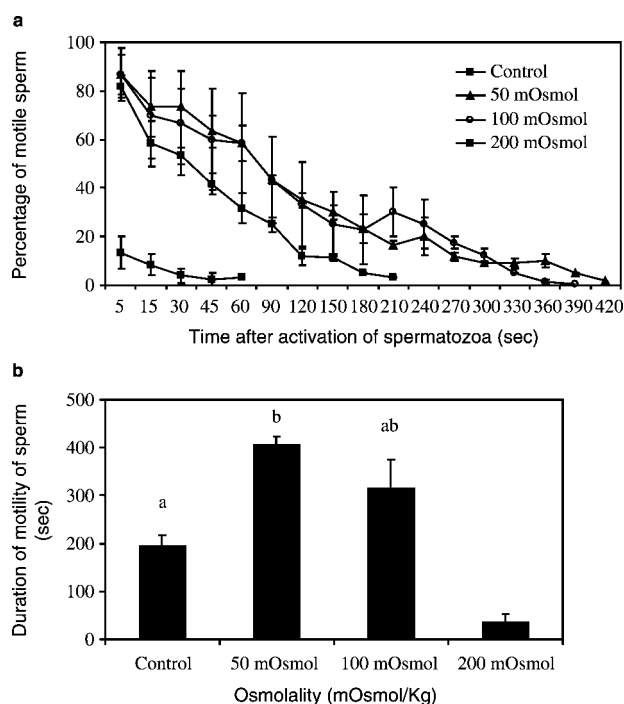 a
100
80
60
40
20
0
Percentage of motile sperm
Control
50 mOsmol
100 mOsmol
200 mOsmol
5 15 30 45 60 90 120 150 180 210 240 270 300 330 360 390 420
Time after activation of spermatozoa (sec)
b
500
400
300
200
100
0
Duration of motility of sperm
(sec)
a
b
ab
Control 50 mOsmol 100 mOsmol 200 mOsmol
Osmolality (mOsmol/Kg)